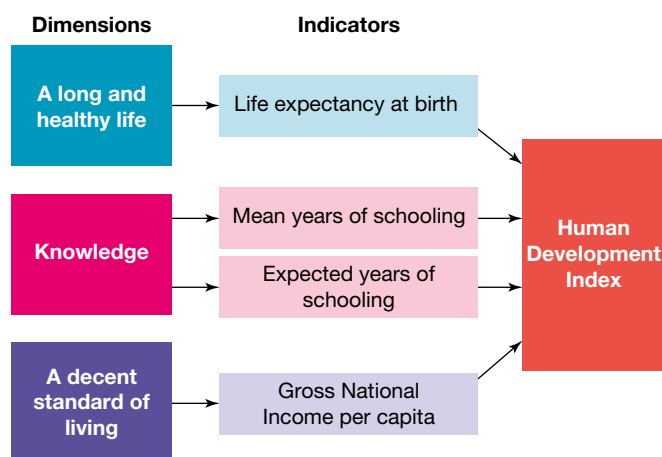 Dimensions
Indicators
A long and
healthy life
Life expectancy at birth
Knowledge
Mean years of schooling
Expected years of
schooling
Human
Development
Index
A decent
standard of
living
Gross National
Income per capita